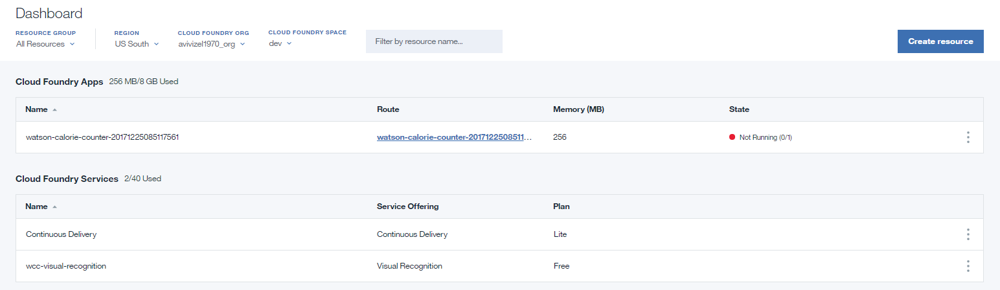 Dashboard
RESOURCE GROUP REGION CLOUD FOUNDRY ORG CLOUD FOUNDRY SPACE
All Resources US South avivizel1970_org dev Filter by resource name... Create resource
Cloud Foundry Apps 256 MB/8 GB Used
Name Route Memory (MB) State
watson-calorie-counter-20171225085117561 watson-calorie-counter-2017122508511... 256 Not Running (0/1)
Cloud Foundry Services 2/40 Used
Name Service Offering Plan
Continuous Delivery Continuous Delivery Lite
wcc-visual-recognition Visual Recognition Free